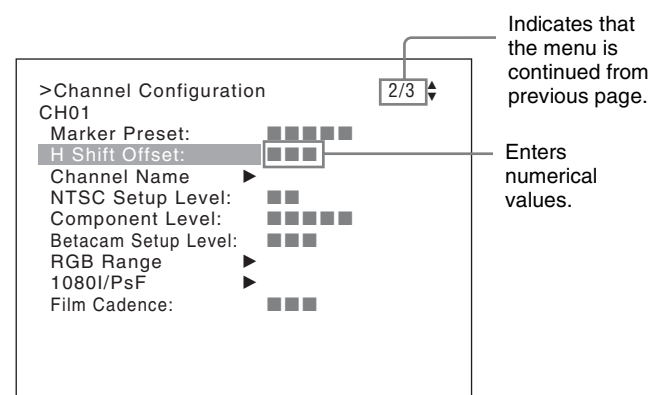 Indicates that
the menu is
continued from
previous page.
>Channel Configuration 2/3
CH01
Marker Preset: ■■■■■
H Shift Offset: ■■■
Enters
numerical
values.
Channel Name ▶
NTSC Setup Level: ■■
Component Level: ■■■■■
Betacam Setup Level: ■■■
RGB Range ▶
1080I/PsF ▶
Film Cadence: ■■■